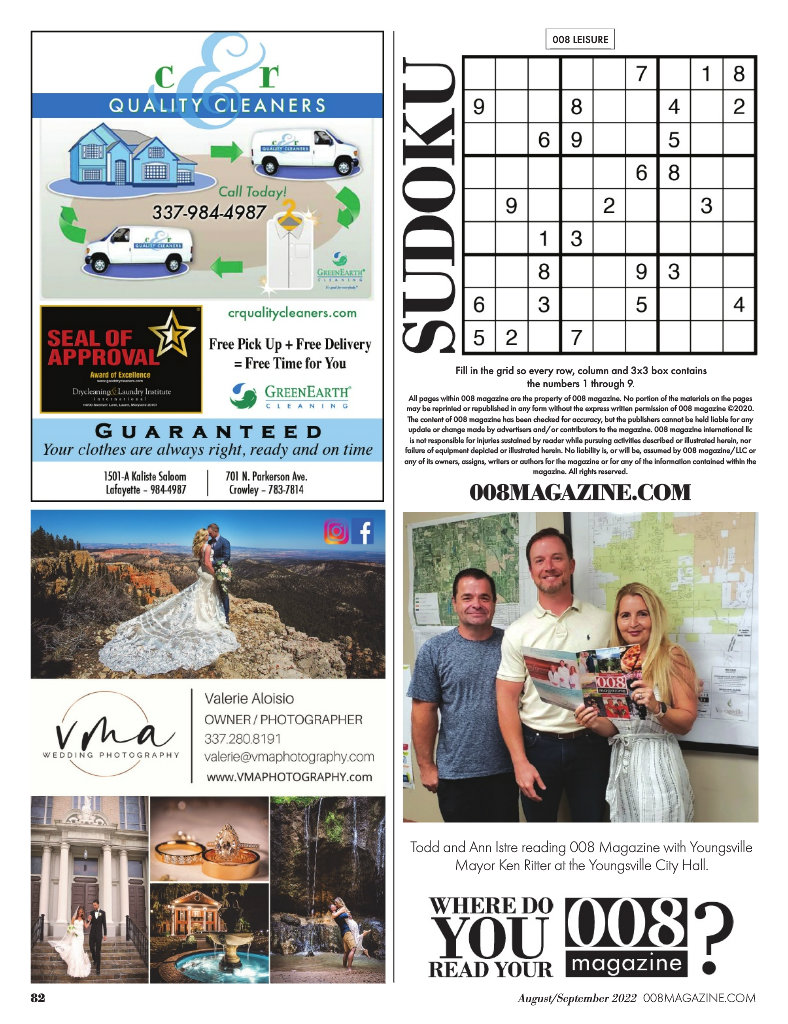 c&r
QUALITY CLEANERS
c&r
QUALITY CLEANERS
Call Today!
337-984-4987
c&r
QUALITY CLEANERS
GREENEARTH®
CLEANING
crqualitycleaners.com
SEAL OF
APPROVAL
Award of Excellence
Drycleaning & Laundry Institute
International
Free Pick Up + Free Delivery
= Free Time for You
GREENEARTH®
CLEANING
GUARANTEED
Your clothes are always right, ready and on time
1501-A Kaliste Saloom
Lafayette – 984-4987
701 N. Parkerson Ave.
Crowley – 783-7814
vma
WEDDING PHOTOGRAPHY
Valerie Aloisio
OWNER / PHOTOGRAPHER
337.280.8191
valerie@vmaphotography.com
www.VMAPHOTOGRAPHY.com
008 LEISURE
SUDOKU
7 1 8
9 8 4 2
6 9 5
6 8
9 2 3
1 3
8 9 3
6 3 5 4
5 2 7
Fill in the grid so every row, column and 3x3 box contains
the numbers 1 through 9.
All pages within 008 magazine are the property of 008 magazine. No portion of the materials on the pages
may be reprinted or republished in any form without the express written permission of 008 magazine ©2020.
The content of 008 magazine has been checked for accuracy, but the publishers cannot be held liable for any
update or change made by advertisers and/ or contributors to the magazine. 008 magazine international llc
is not responsible for injuries sustained by reader while pursuing activities described or illustrated herein, nor
failure of equipment depicted or illustrated herein. No liability is, or will be, assumed by 008 magazine/LLC or
any of its owners, assigns, writers or authors for the magazine or for any of the information contained within the
magazine. All rights reserved.
008MAGAZINE.COM
008
magazine
Youngsville
Todd and Ann Istre reading 008 Magazine with Youngsville
Mayor Ken Ritter at the Youngsville City Hall.
WHERE DO
YOU
READ YOUR
008
magazine
?
82
August/September 2022 008MAGAZINE.COM